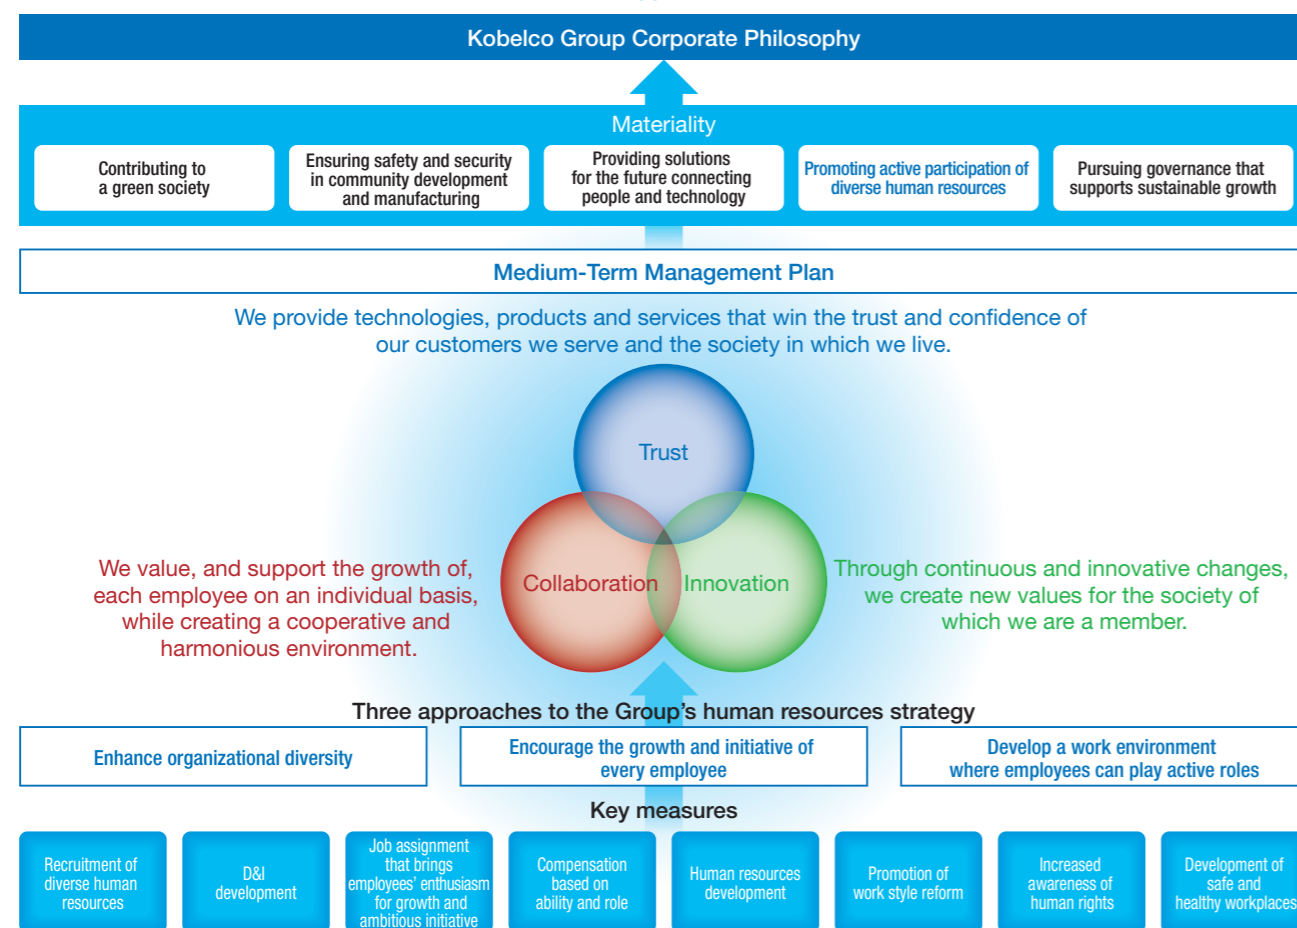 Kobelco Group Corporate Philosophy
Materiality
Contributing to
a green society
Ensuring safety and security
in community development
and manufacturing
Providing solutions
for the future connecting
people and technology
Promoting active participation of
diverse human resources
Pursuing governance that
supports sustainable growth
Medium-Term Management Plan
We provide technologies, products and services that win the trust and confidence of
our customers we serve and the society in which we live.
Trust
We value, and support the growth of,
each employee on an individual basis,
while creating a cooperative and
harmonious environment.
Collaboration
Innovation
Through continuous and innovative changes,
we create new values for the society of
which we are a member.
Three approaches to the Group's human resources strategy
Enhance organizational diversity
Encourage the growth and initiative of
every employee
Develop a work environment
where employees can play active roles
Key measures
Recruitment of
diverse human
resources
D&I
development
Job assignment
that brings
employees' enthusiasm
for growth and
ambitious initiative
Compensation
based on
ability and role
Human resources
development
Promotion of
work style reform
Increased
awareness of
human rights
Development of
safe and
healthy workplaces